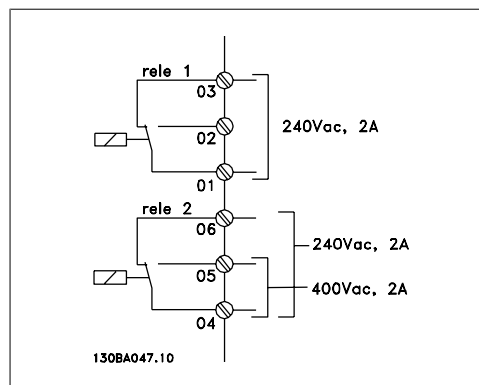 rele 1
03
02
240Vac, 2A
01
rele 2
06
240Vac, 2A
05
400Vac, 2A
04
130BA047.10